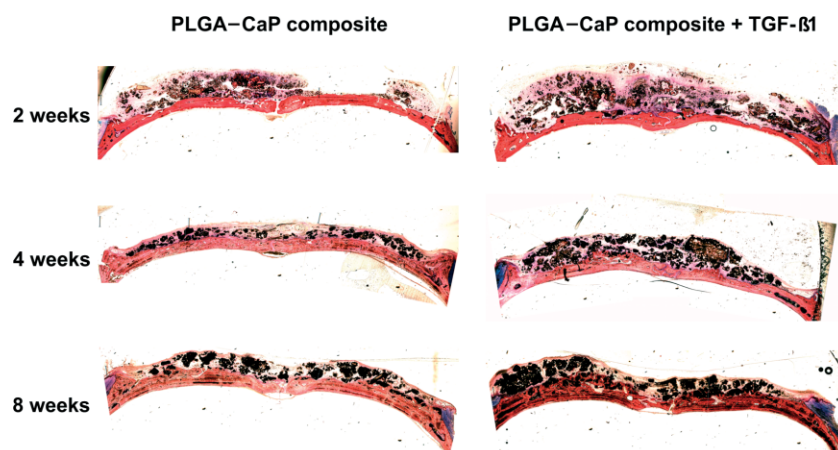 PLGA–CaP composite
PLGA–CaP composite + TGF-ß1
2 weeks
4 weeks
8 weeks